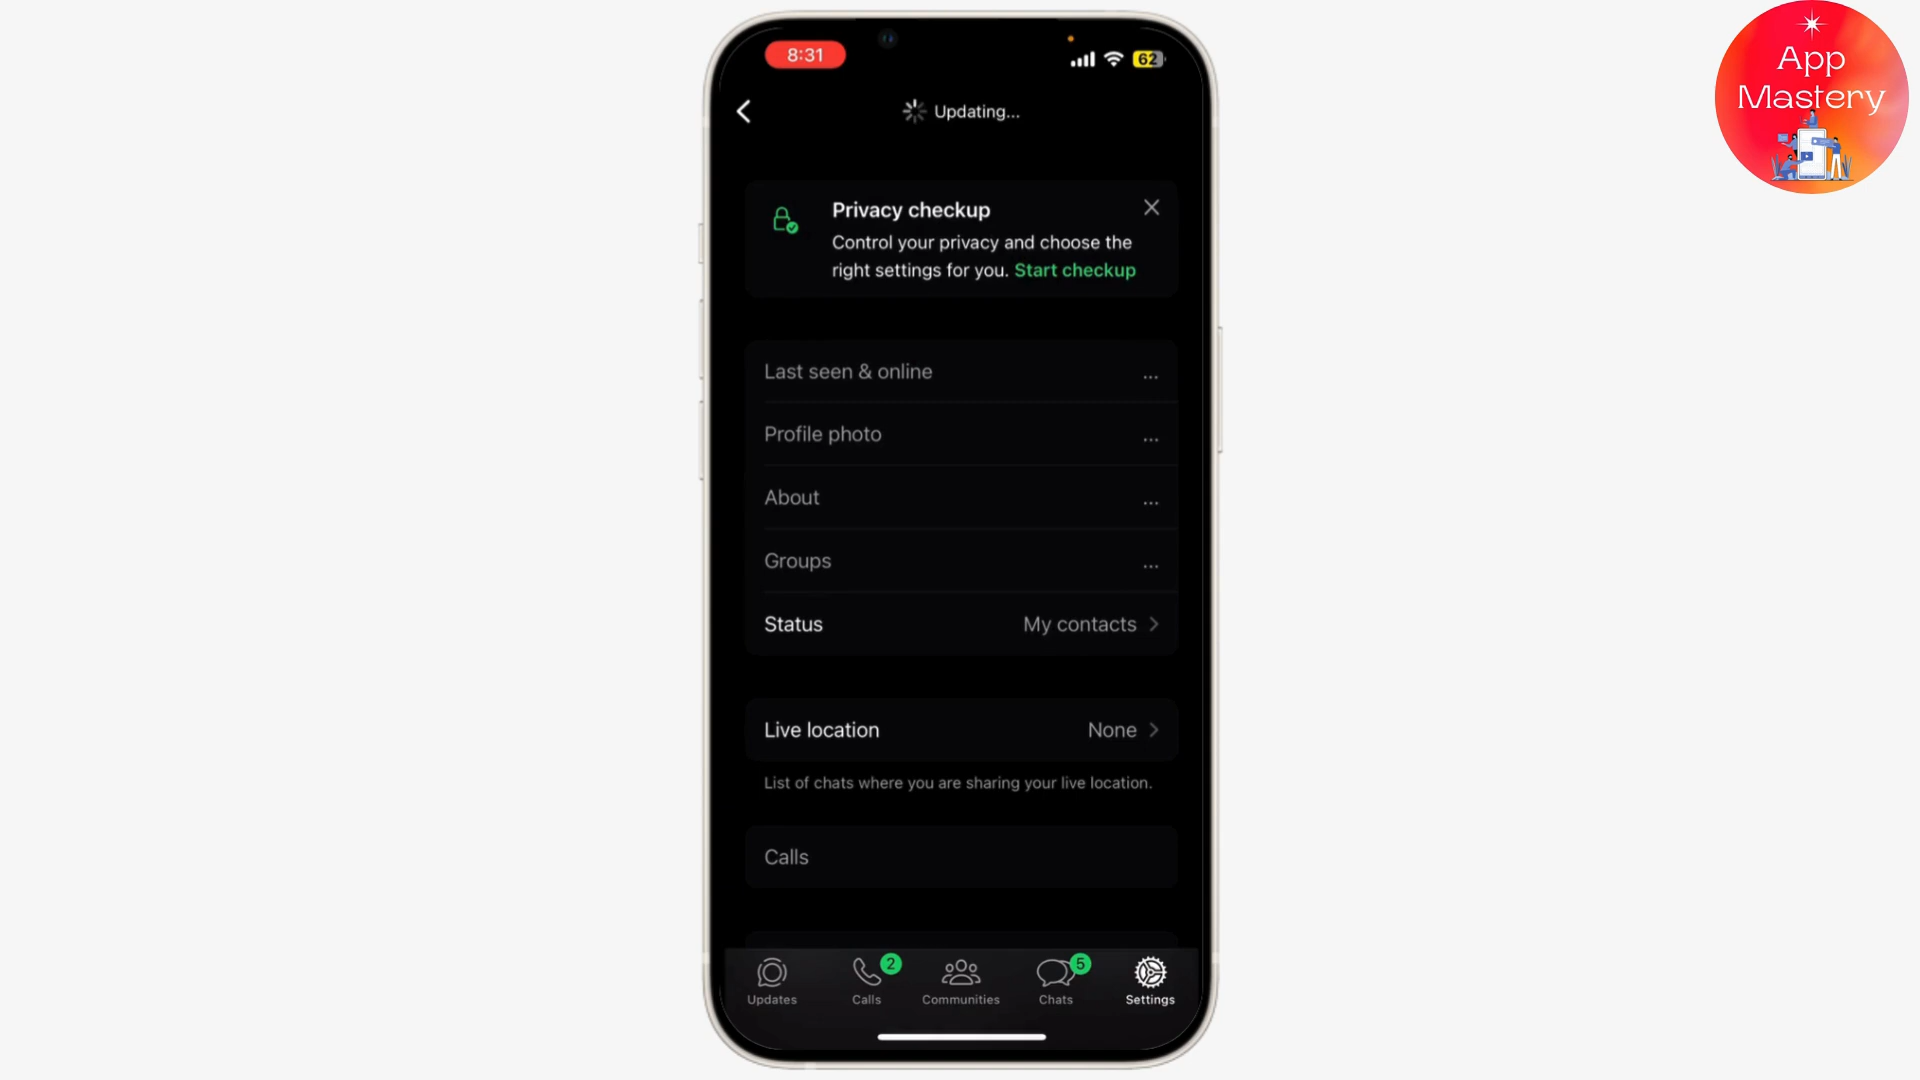 8:31
62
Updating...
Privacy checkup
Control your privacy and choose the
right settings for you. Start checkup
Last seen & online ...
Profile photo ...
About ...
Groups ...
Status My contacts
Live location None
List of chats where you are sharing your live location.
Calls
2
5
Updates Calls Communities Chats Settings
App
Mastery